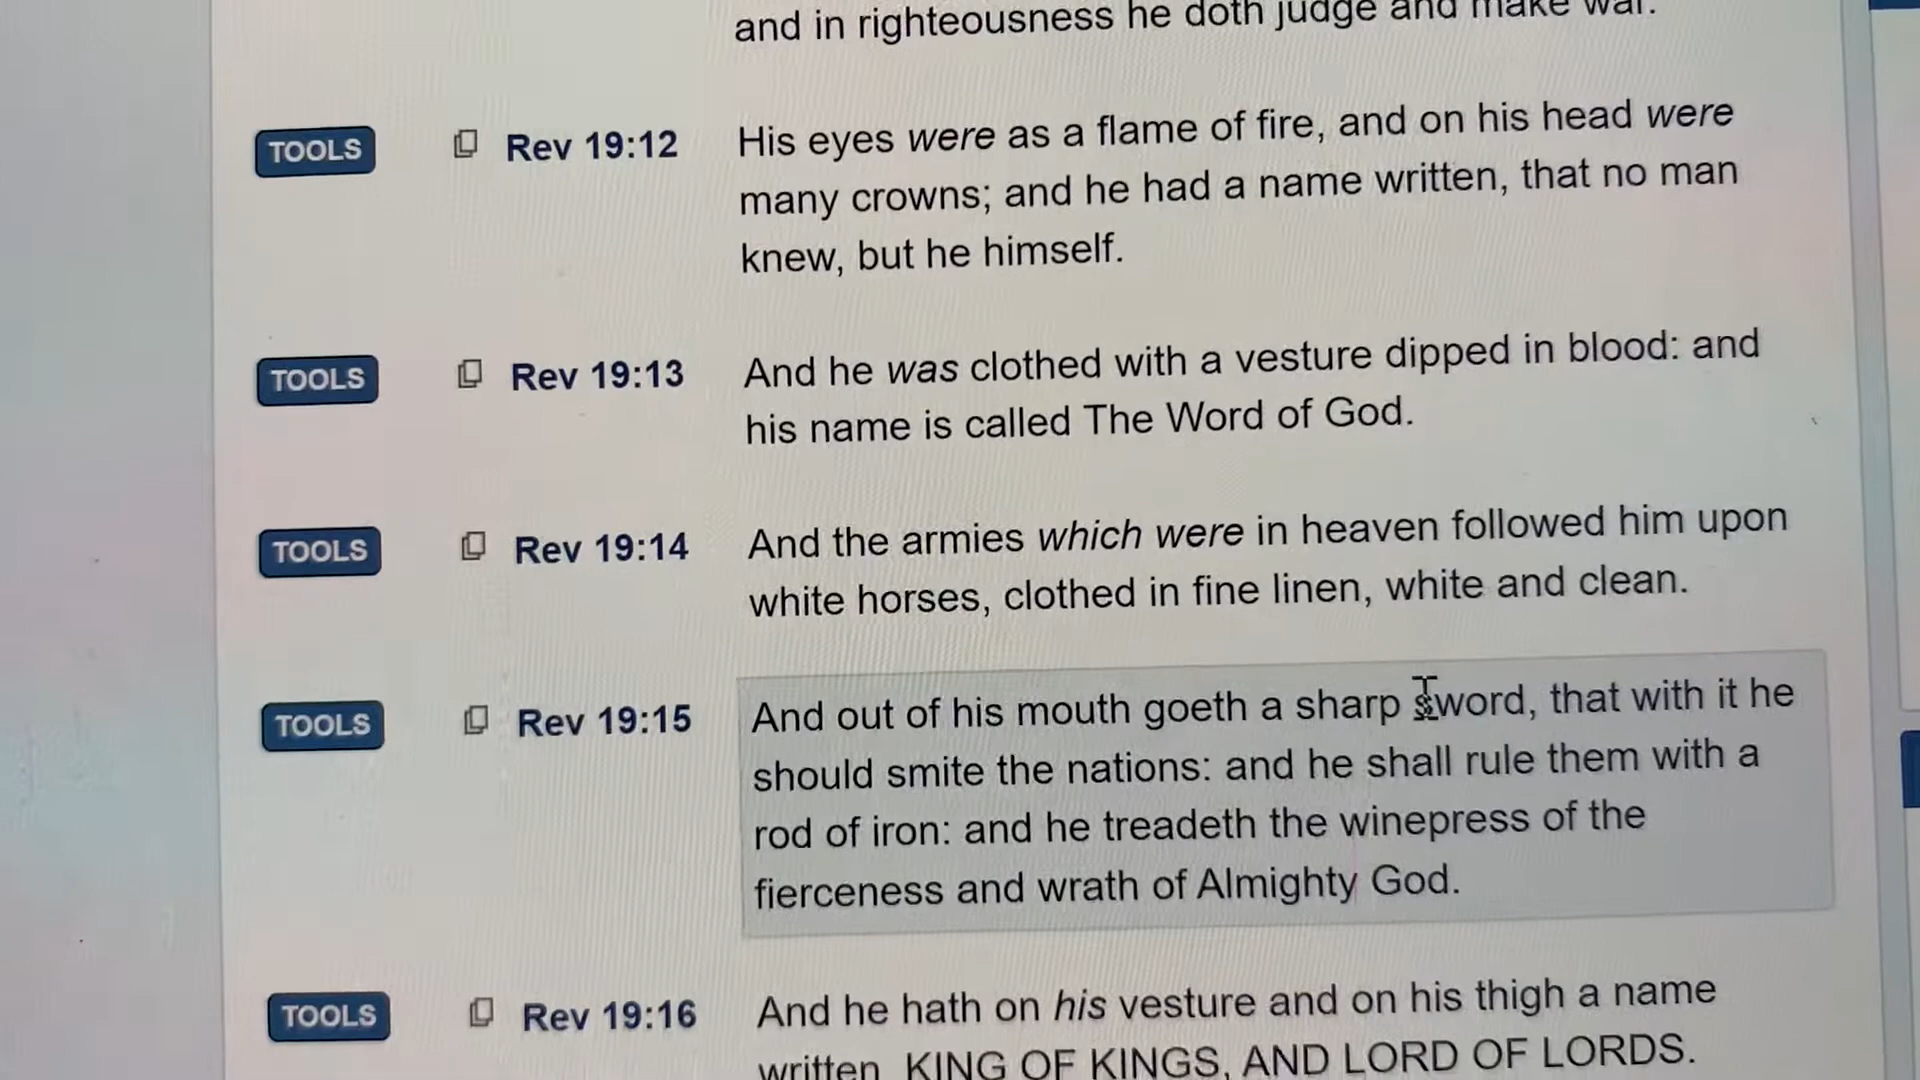 and in righteousness he doth judge and make war.
TOOLS Rev 19:12 His eyes were as a flame of fire, and on his head were
many crowns; and he had a name written, that no man
knew, but he himself.
TOOLS Rev 19:13 And he was clothed with a vesture dipped in blood: and
his name is called The Word of God.
TOOLS Rev 19:14 And the armies which were in heaven followed him upon
white horses, clothed in fine linen, white and clean.
TOOLS Rev 19:15 And out of his mouth goeth a sharp sword, that with it he
should smite the nations: and he shall rule them with a
rod of iron: and he treadeth the winepress of the
fierceness and wrath of Almighty God.
TOOLS Rev 19:16 And he hath on his vesture and on his thigh a name
written, KING OF KINGS, AND LORD OF LORDS.